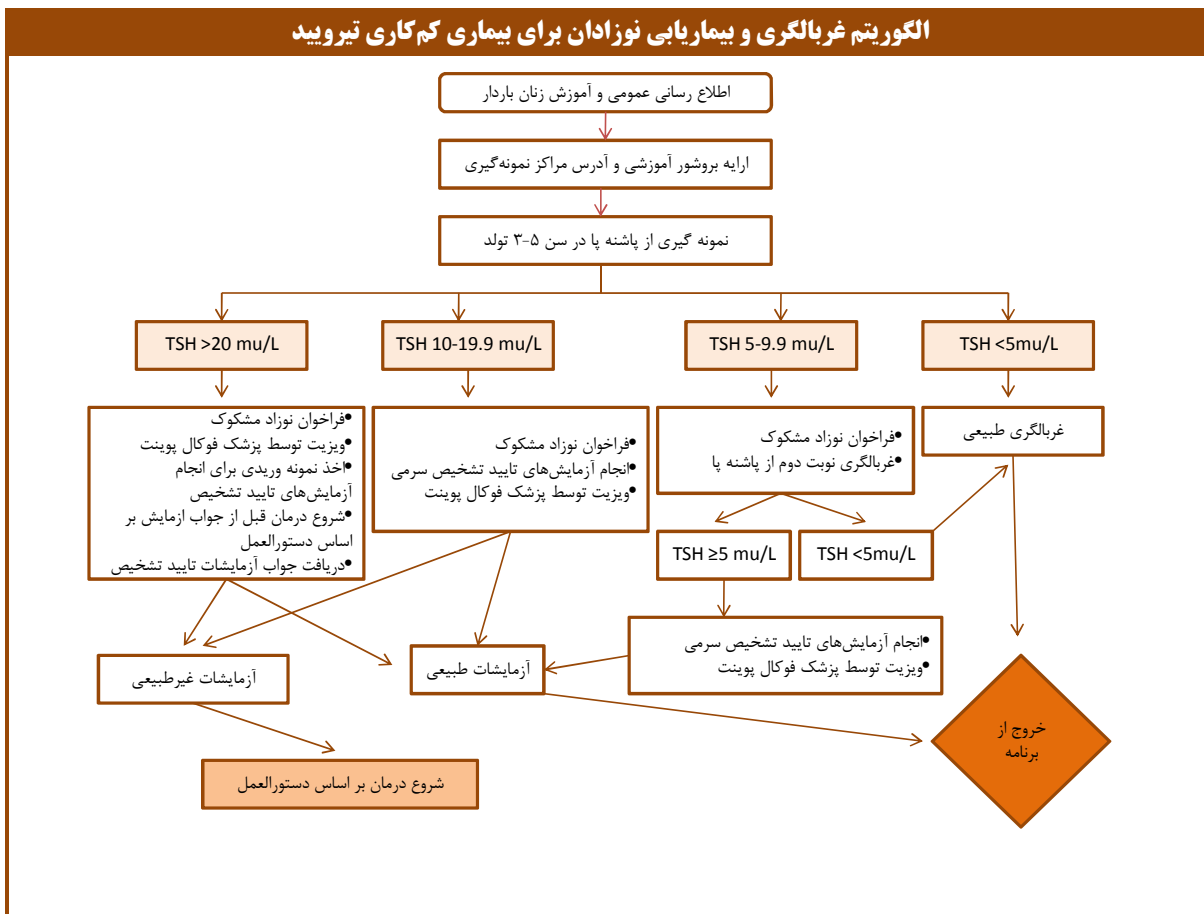 الگوریتم غربالگری و بیماریابی نوزادان برای بیماری کم‌کاری تیرویید
اطلاع رسانی عمومی و آموزش زنان باردار
ارایه بروشور آموزشی و آدرس مراکز نمونه‌گیری
نمونه گیری از پاشنه پا در سن ۵-۳ تولد
TSH <5mu/L
TSH 5-9.9 mu/L
TSH 10-19.9 mu/L
TSH >20 mu/L
غربالگری طبیعی
•فراخوان نوزاد مشکوک
•غربالگری نوبت دوم از پاشنه پا
•فراخوان نوزاد مشکوک
•انجام آزمایش‌های تایید تشخیص سرمی
•ویزیت توسط پزشک فوکال پوینت
•فراخوان نوزاد مشکوک
•ویزیت توسط پزشک فوکال پوینت
•اخذ نمونه وریدی برای انجام
آزمایش‌های تایید تشخیص
•شروع درمان قبل از جواب ازمایش بر
اساس دستورالعمل
•دریافت جواب آزمایشات تایید تشخیص
TSH <5mu/L
TSH ≥5 mu/L
•انجام آزمایش‌های تایید تشخیص سرمی
•ویزیت توسط پزشک فوکال پوینت
آزمایشات طبیعی
آزمایشات غیرطبیعی
خروج از
برنامه
شروع درمان بر اساس دستورالعمل